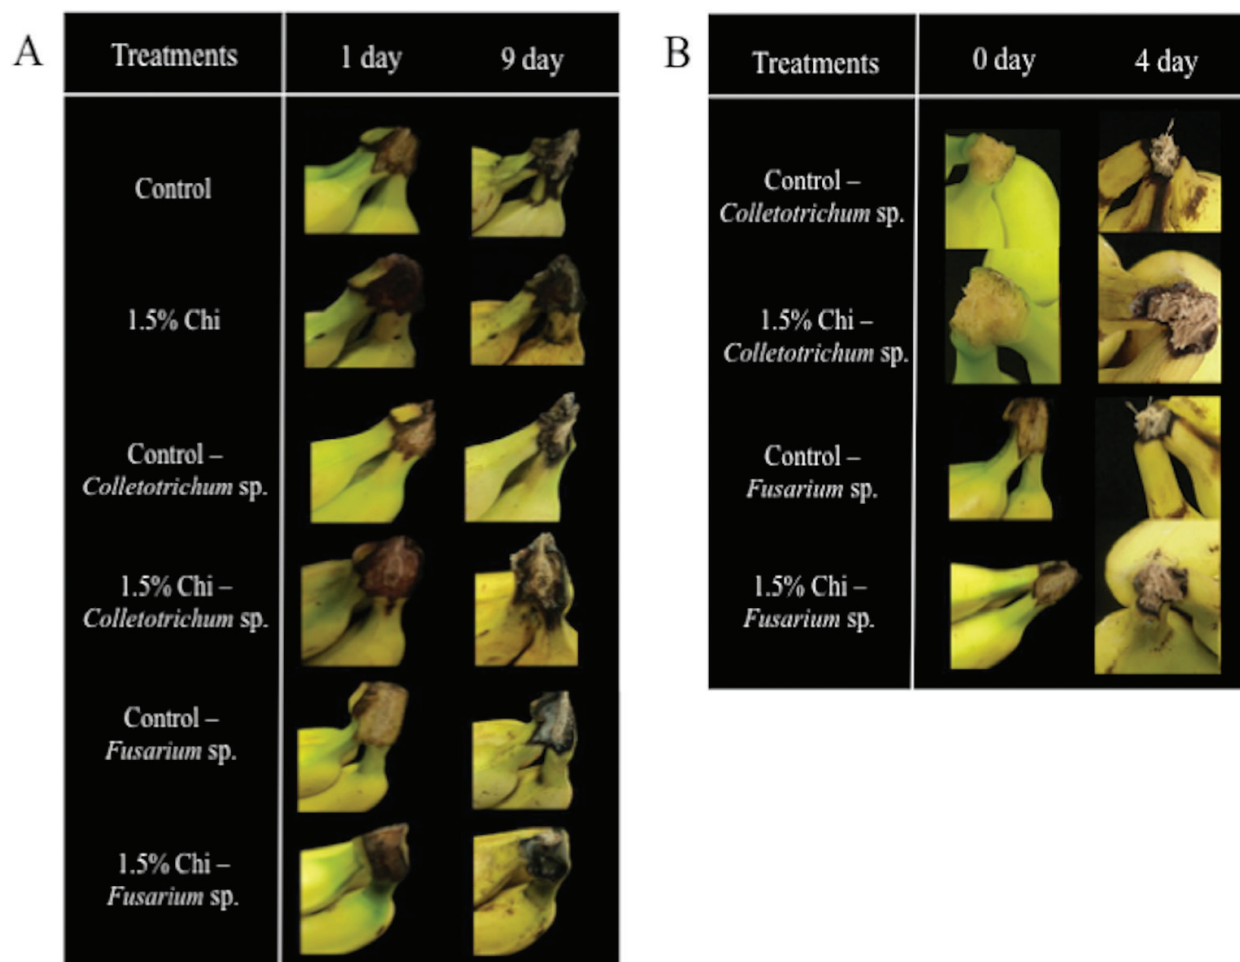 A
Treatments 1 day 9 day
Control
1.5% Chi
Control –
Colletotrichum sp.
1.5% Chi –
Colletotrichum sp.
Control –
Fusarium sp.
1.5% Chi –
Fusarium sp.
B
Treatments 0 day 4 day
Control –
Colletotrichum sp.
1.5% Chi –
Colletotrichum sp.
Control –
Fusarium sp.
1.5% Chi –
Fusarium sp.